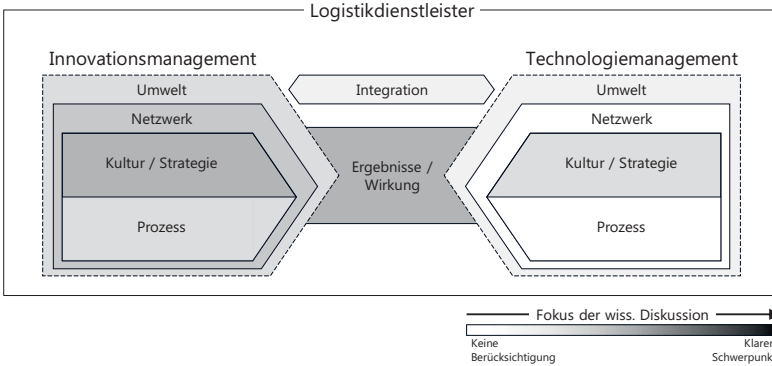 Logistikdienstleister
Innovationsmanagement
Technologiemanagement
Umwelt
Integration
Umwelt
Netzwerk
Netzwerk
Kultur / Strategie
Ergebnisse /
Wirkung
Kultur / Strategie
Prozess
Prozess
Fokus der wiss. Diskussion
Keine
Berücksichtigung
Klarer
Schwerpunk